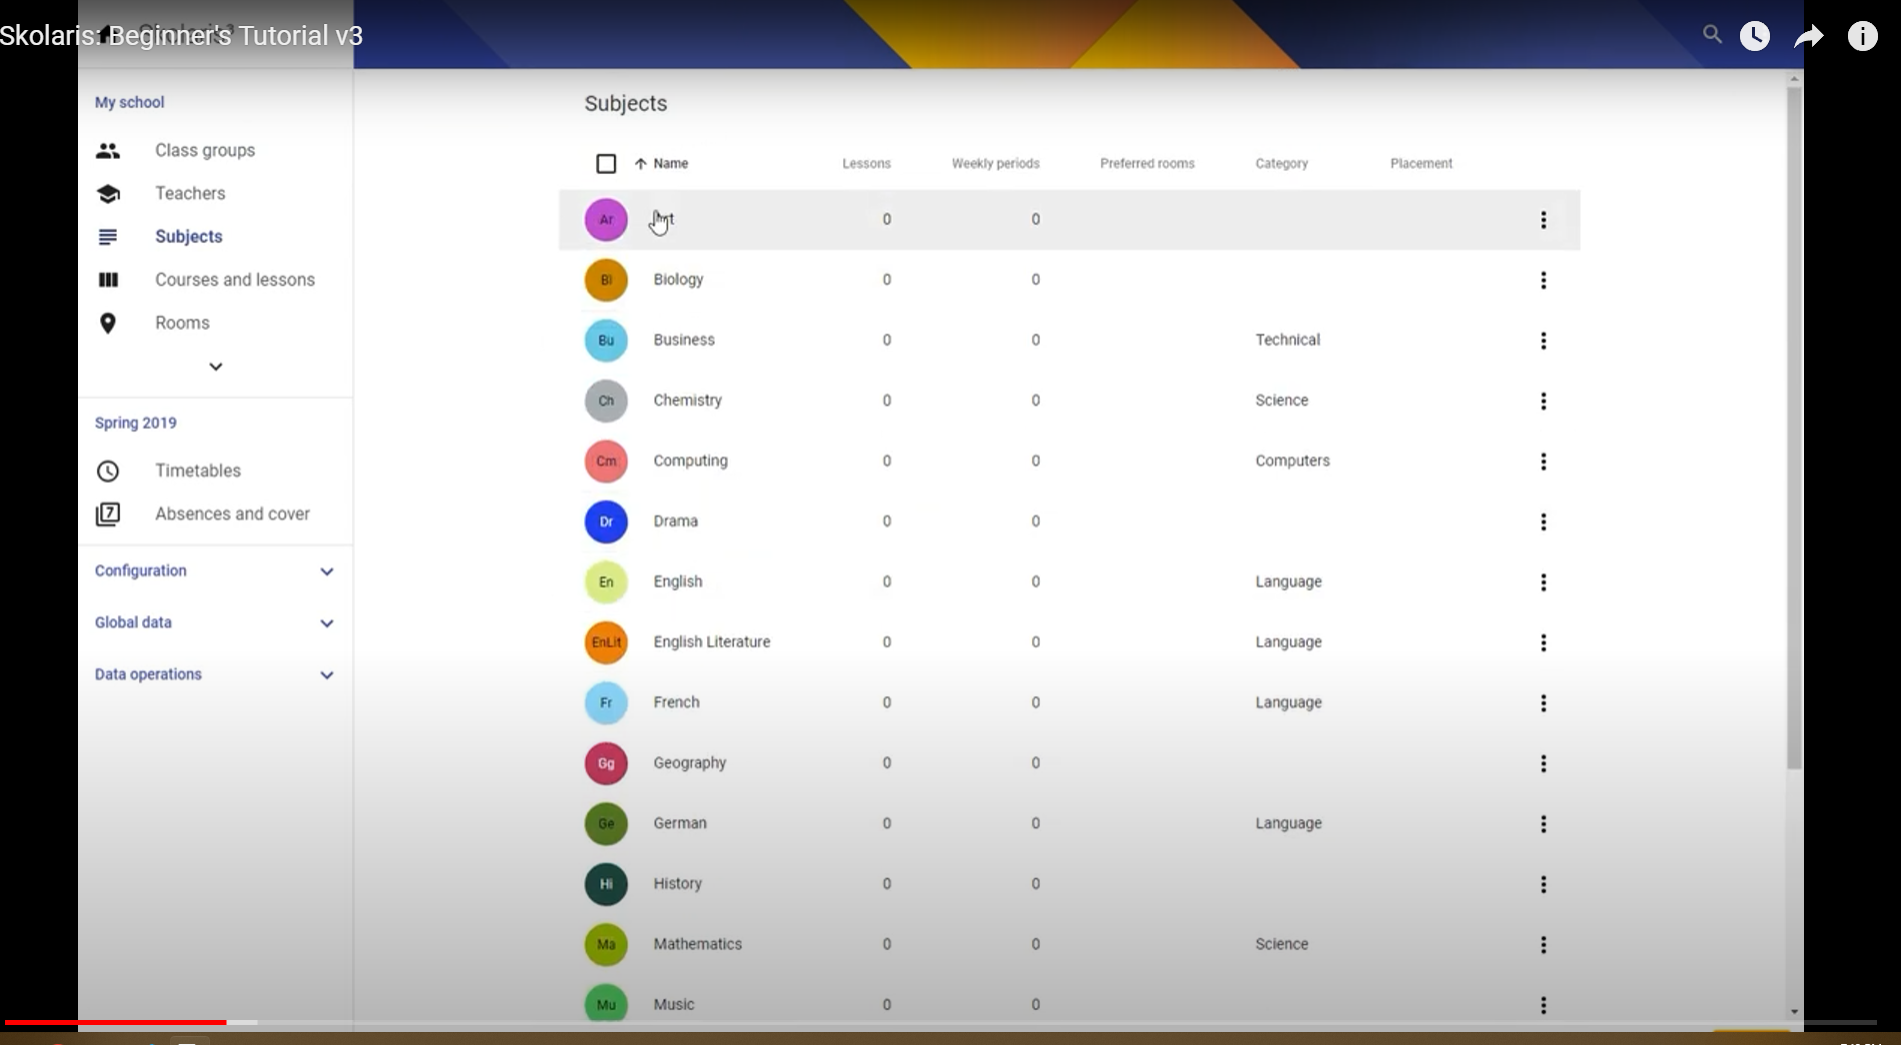 Skolaris: Beginner's Tutorial v3
My school
Class groups
Teachers
Subjects
Courses and lessons
Rooms
Spring 2019
Timetables
7
Absences and cover
Configuration
Global data
Data operations
Subjects
Name Lessons Weekly periods Preferred rooms Category Placement
Ar 0 0
Bi Biology 0 0
Bu Business 0 0 Technical
Ch Chemistry 0 0 Science
Cm Computing 0 0 Computers
Dr Drama 0 0
En English 0 0 Language
EnLit English Literature 0 0 Language
Fr French 0 0 Language
Gg Geography 0 0
Ge German 0 0 Language
Hi History 0 0
Ma Mathematics 0 0 Science
Mu Music 0 0